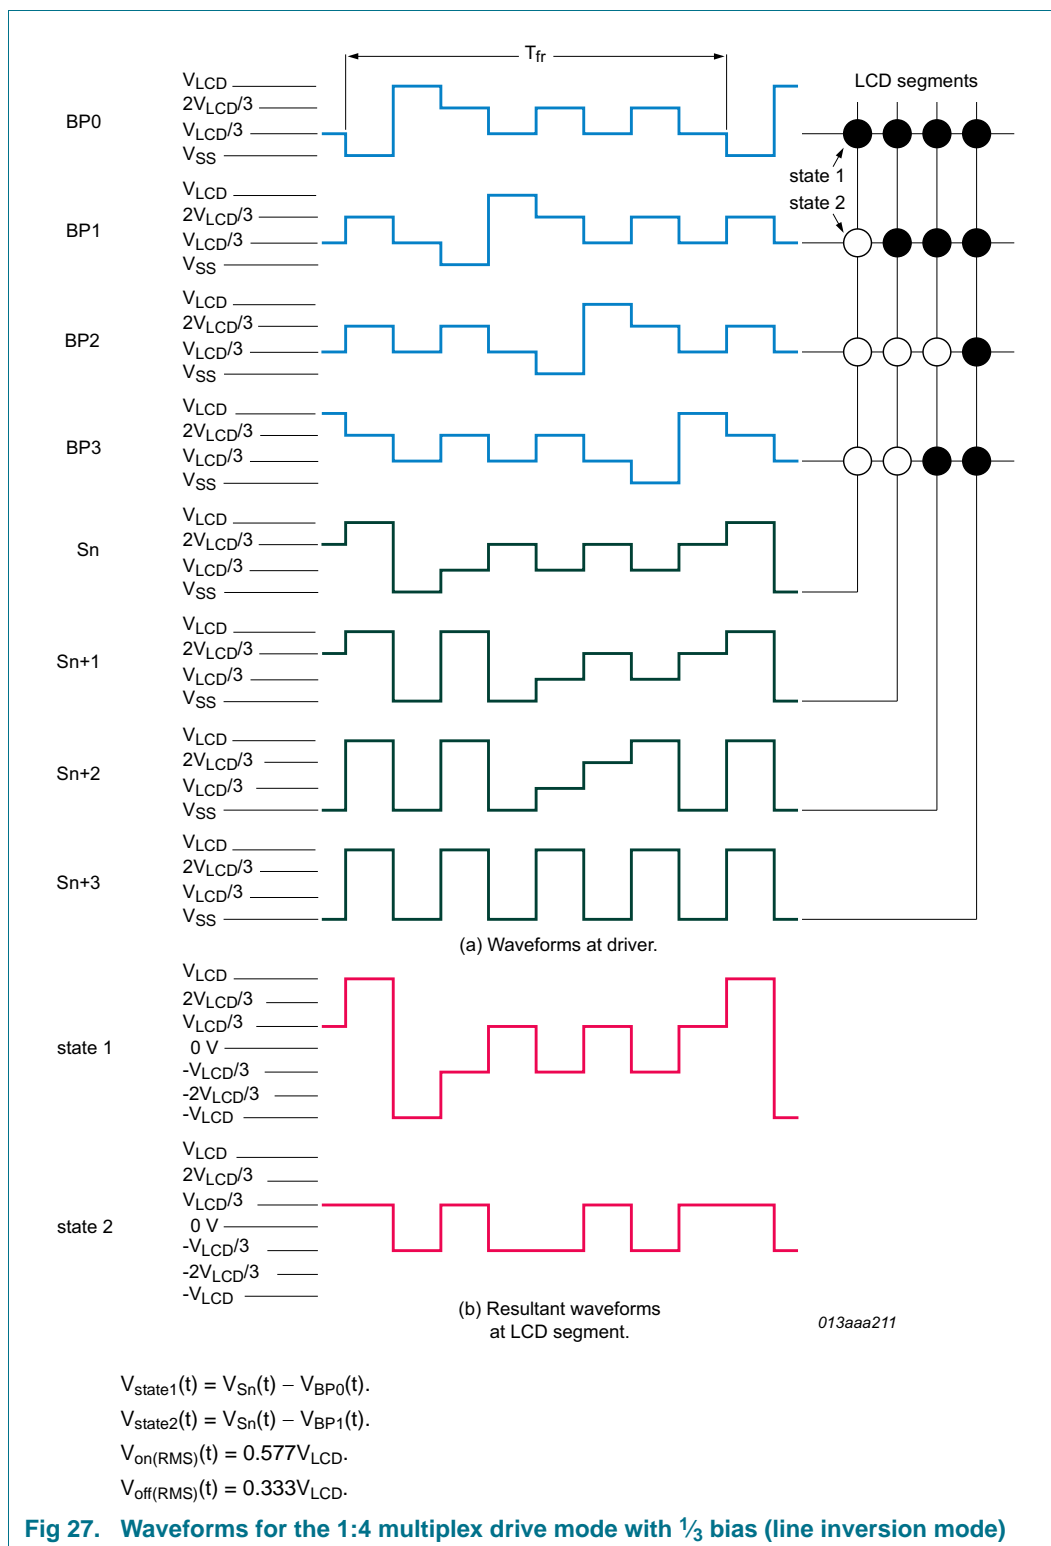 Tfr
BP0
VLCD
2VLCD/3
VLCD/3
VSS
LCD segments
state 1
state 2
BP1
VLCD
2VLCD/3
VLCD/3
VSS
BP2
VLCD
2VLCD/3
VLCD/3
VSS
BP3
VLCD
2VLCD/3
VLCD/3
VSS
Sn
VLCD
2VLCD/3
VLCD/3
VSS
Sn+1
VLCD
2VLCD/3
VLCD/3
VSS
Sn+2
VLCD
2VLCD/3
VLCD/3
VSS
Sn+3
VLCD
2VLCD/3
VLCD/3
VSS
(a) Waveforms at driver.
state 1
VLCD
2VLCD/3
VLCD/3
0 V
-VLCD/3
-2VLCD/3
-VLCD
state 2
VLCD
2VLCD/3
VLCD/3
0 V
-VLCD/3
-2VLCD/3
-VLCD
(b) Resultant waveforms
at LCD segment.
013aaa211
Vstate1(t) = VSn(t) − VBP0(t).
Vstate2(t) = VSn(t) − VBP1(t).
Von(RMS)(t) = 0.577VLCD.
Voff(RMS)(t) = 0.333VLCD.
Fig 27. Waveforms for the 1:4 multiplex drive mode with 1⁄3 bias (line inversion mode)